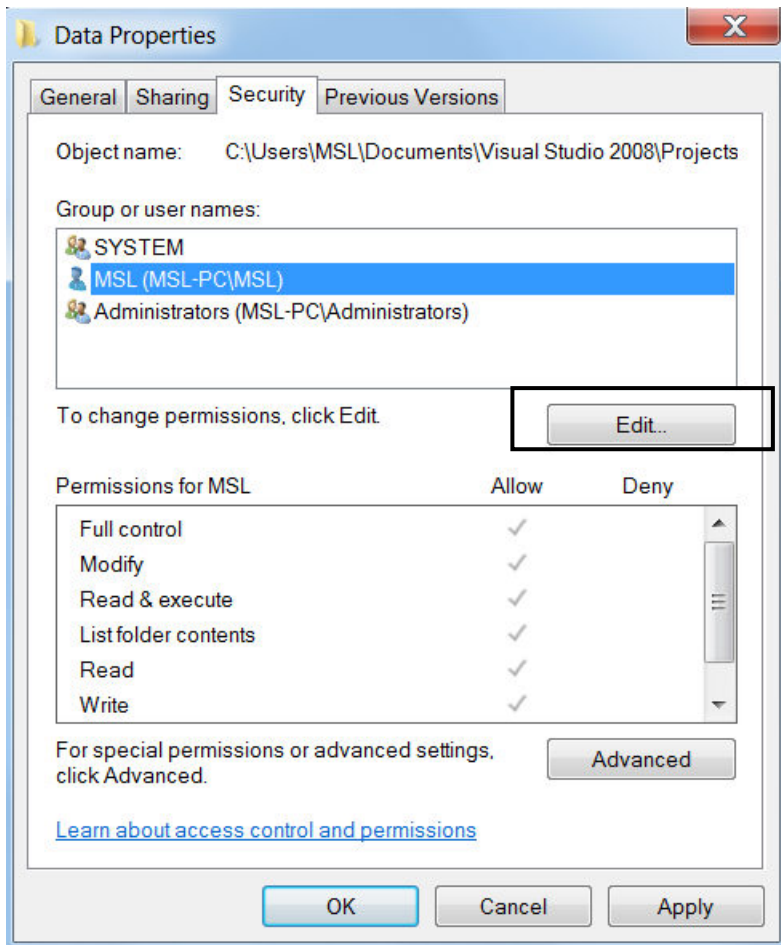 Data Properties
General Sharing Security Previous Versions
Object name: C:\Users\MSL\Documents\Visual Studio 2008\Projects
Group or user names:
SYSTEM
MSL (MSL-PC\MSL)
Administrators (MSL-PC\Administrators)
To change permissions, click Edit.
Edit...
Permissions for MSL Allow Deny
Full control
Modify
Read & execute
List folder contents
Read
Write
For special permissions or advanced settings,
click Advanced.
Advanced
Learn about access control and permissions
OK Cancel Apply